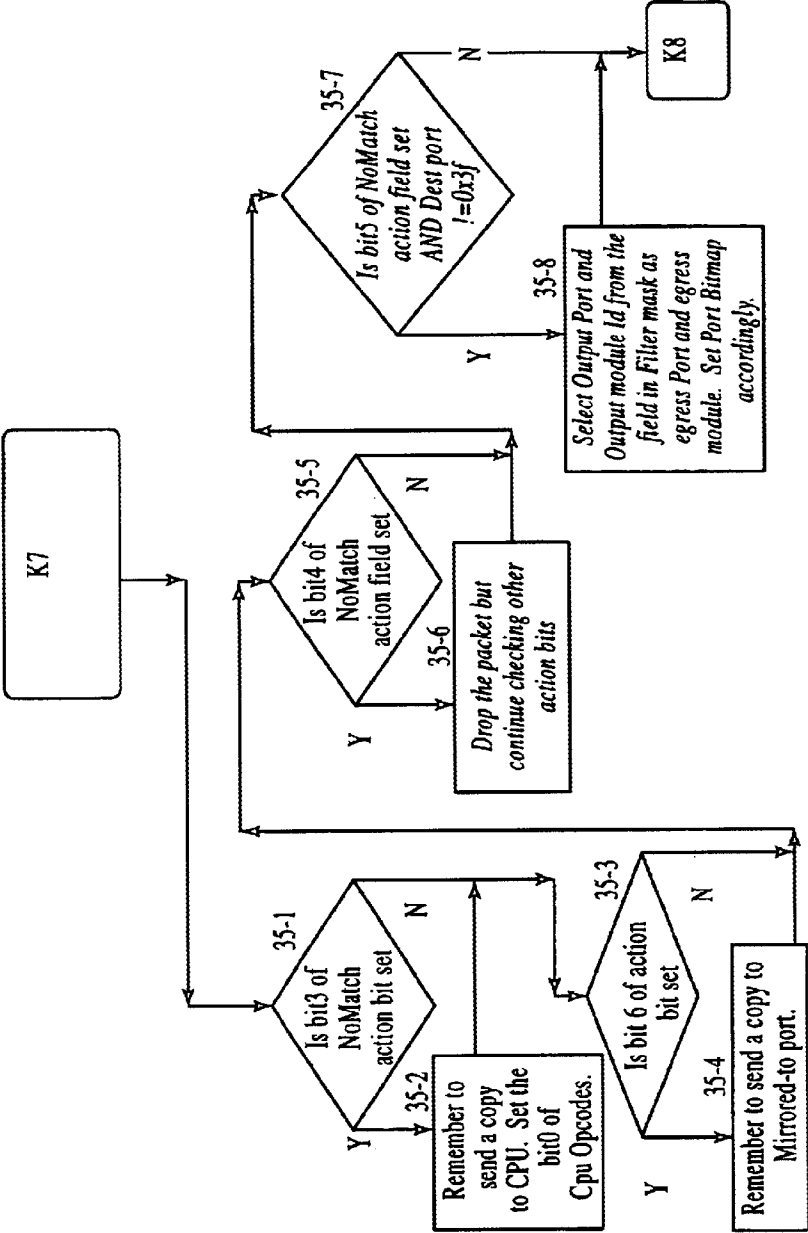 K7
35-1
Is bit3 of
NoMatch
action bit set
Y
N
35-2
Remember to
send a copy
to CPU. Set the
bit0 of
Cpu Opcodes.
35-3
Is bit 6 of action
bit set
Y
N
35-4
Remember to send a copy to
Mirrored-to port.
35-5
Is bit4 of
NoMatch
action field set
Y
N
35-6
Drop the packet but
continue checking other
action bits
35-7
Is bit5 of NoMatch
action field set
AND Dest port
!=0x3f
Y
N
35-8
Select Output Port and
Output module Id from the
field in Filter mask as
egress Port and egress
module. Set Port Bitmap
accordingly.
K8